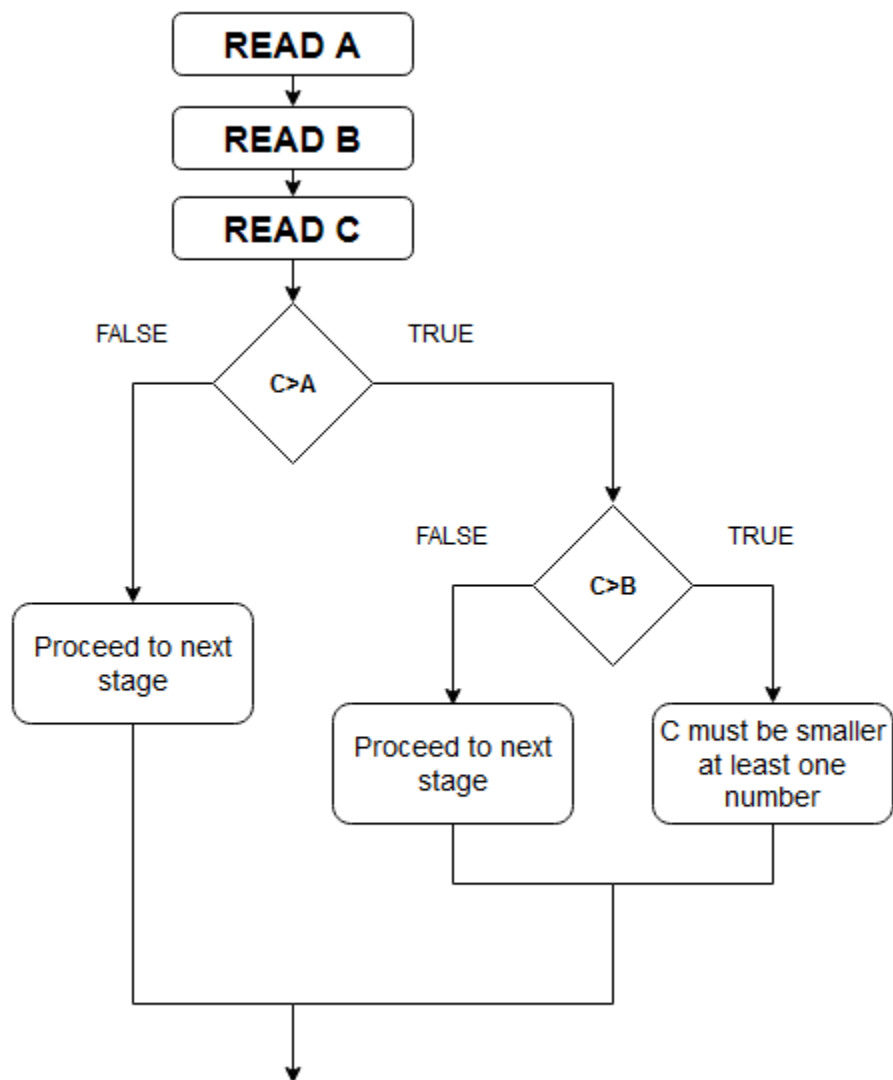 READ A
READ B
READ C
FALSE
TRUE
C>A
FALSE
TRUE
C>B
Proceed to next
stage
Proceed to next
stage
C must be smaller
at least one
number